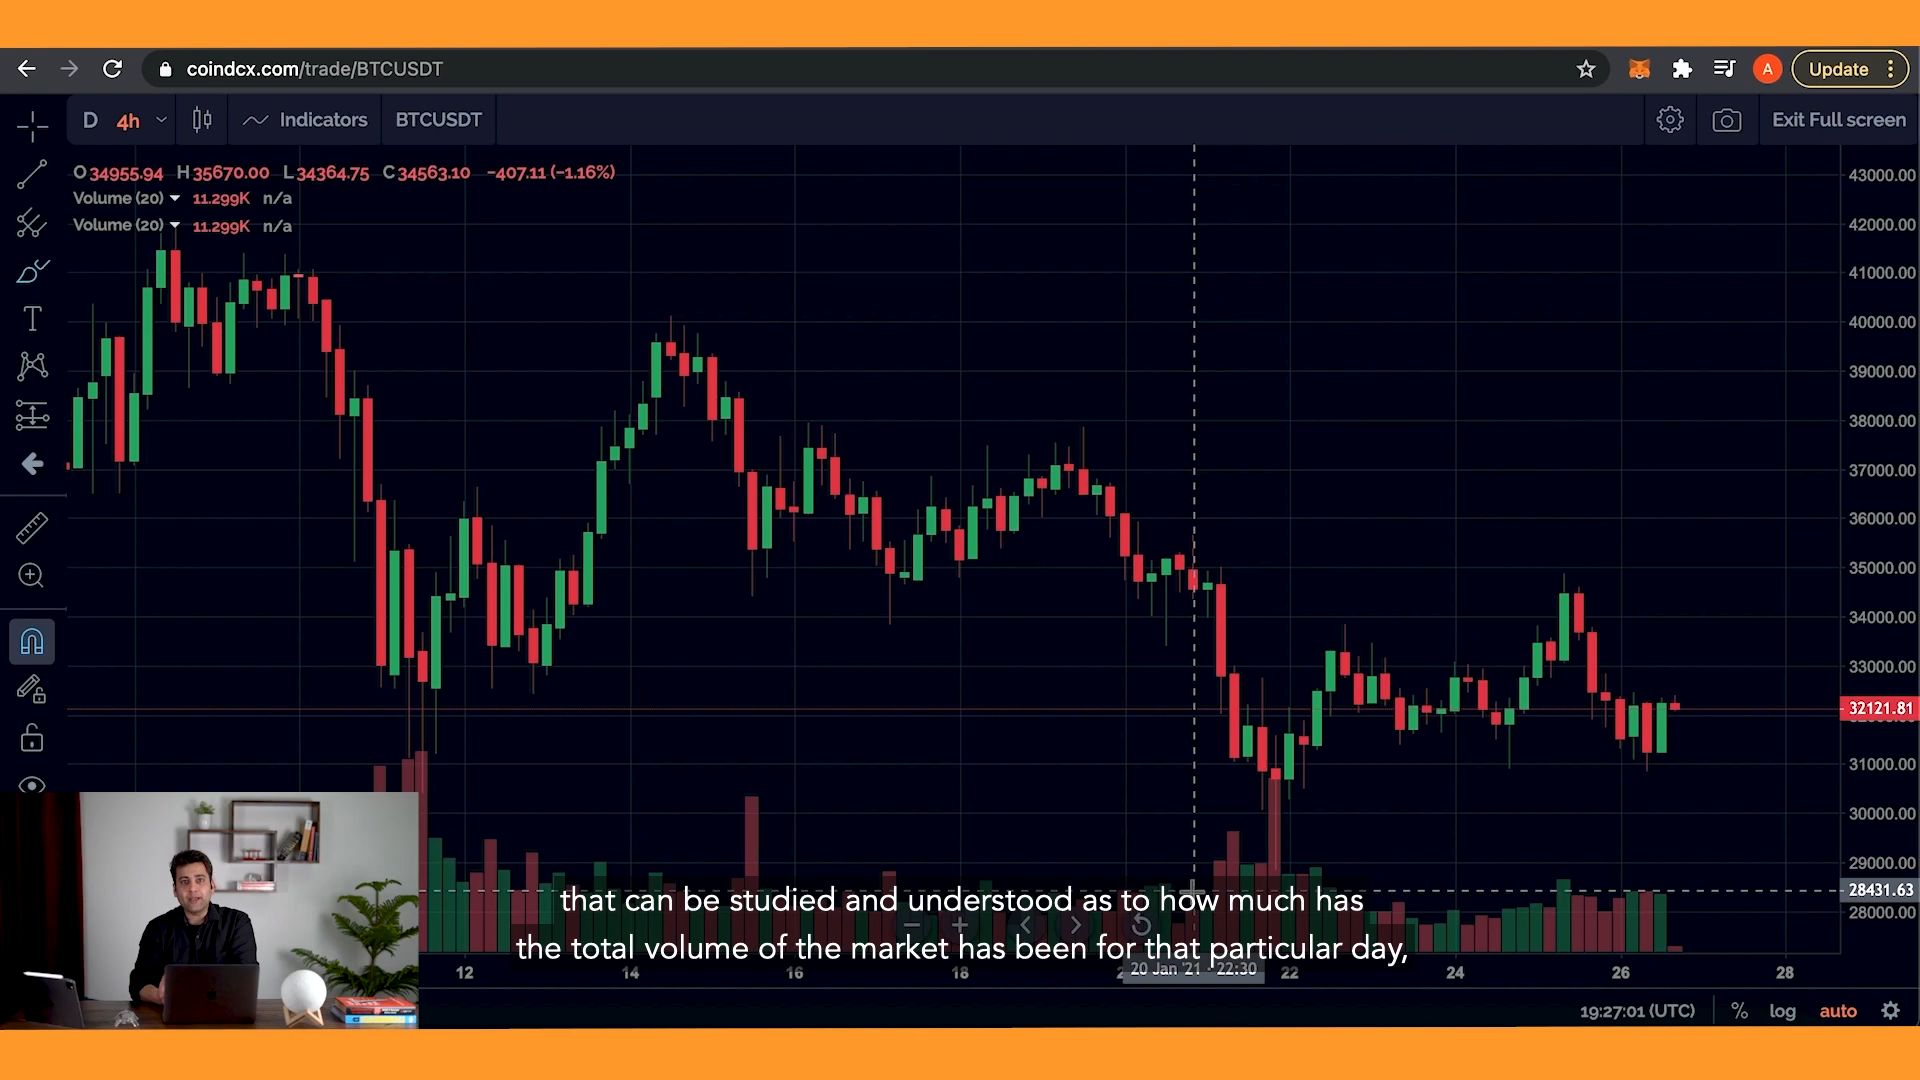 coindcx.com/trade/BTCUSDT
A
Update
D 4h Indicators BTCUSDT
Exit Full screen
O34955.94 H35670.00 L34364.75 C34563.10 −407.11 (−1.16%)
Volume (20) 11.299K n/a
Volume (20) 11.299K n/a
43000.00
42000.00
41000.00
40000.00
39000.00
38000.00
37000.00
36000.00
35000.00
34000.00
33000.00
32121.81
31000.00
30000.00
29000.00
28431.63
28000.00
that can be studied and understood as to how much has
the total volume of the market has been for that particular day,
12 14 16 18 20 Jan '21 - 22:30 22 24 26 28
19:27:01 (UTC) % log auto